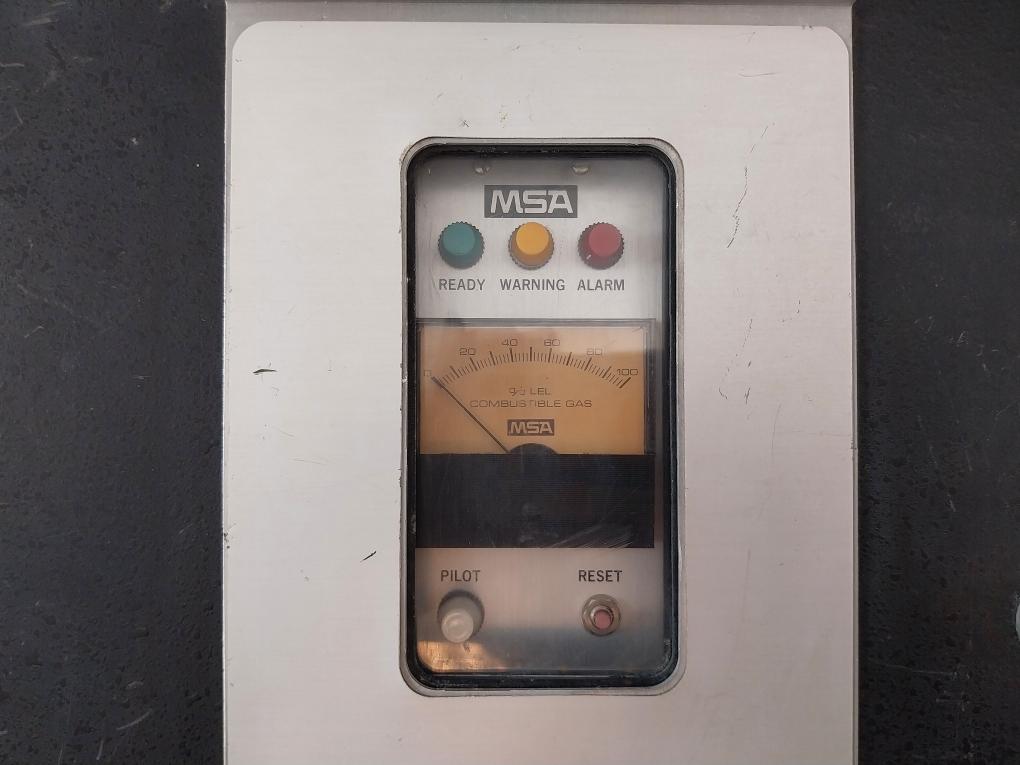 MSA
READY WARNING ALARM
0 20 40 60 80 100
% LEL
COMBUSTIBLE GAS
MSA
PILOT RESET